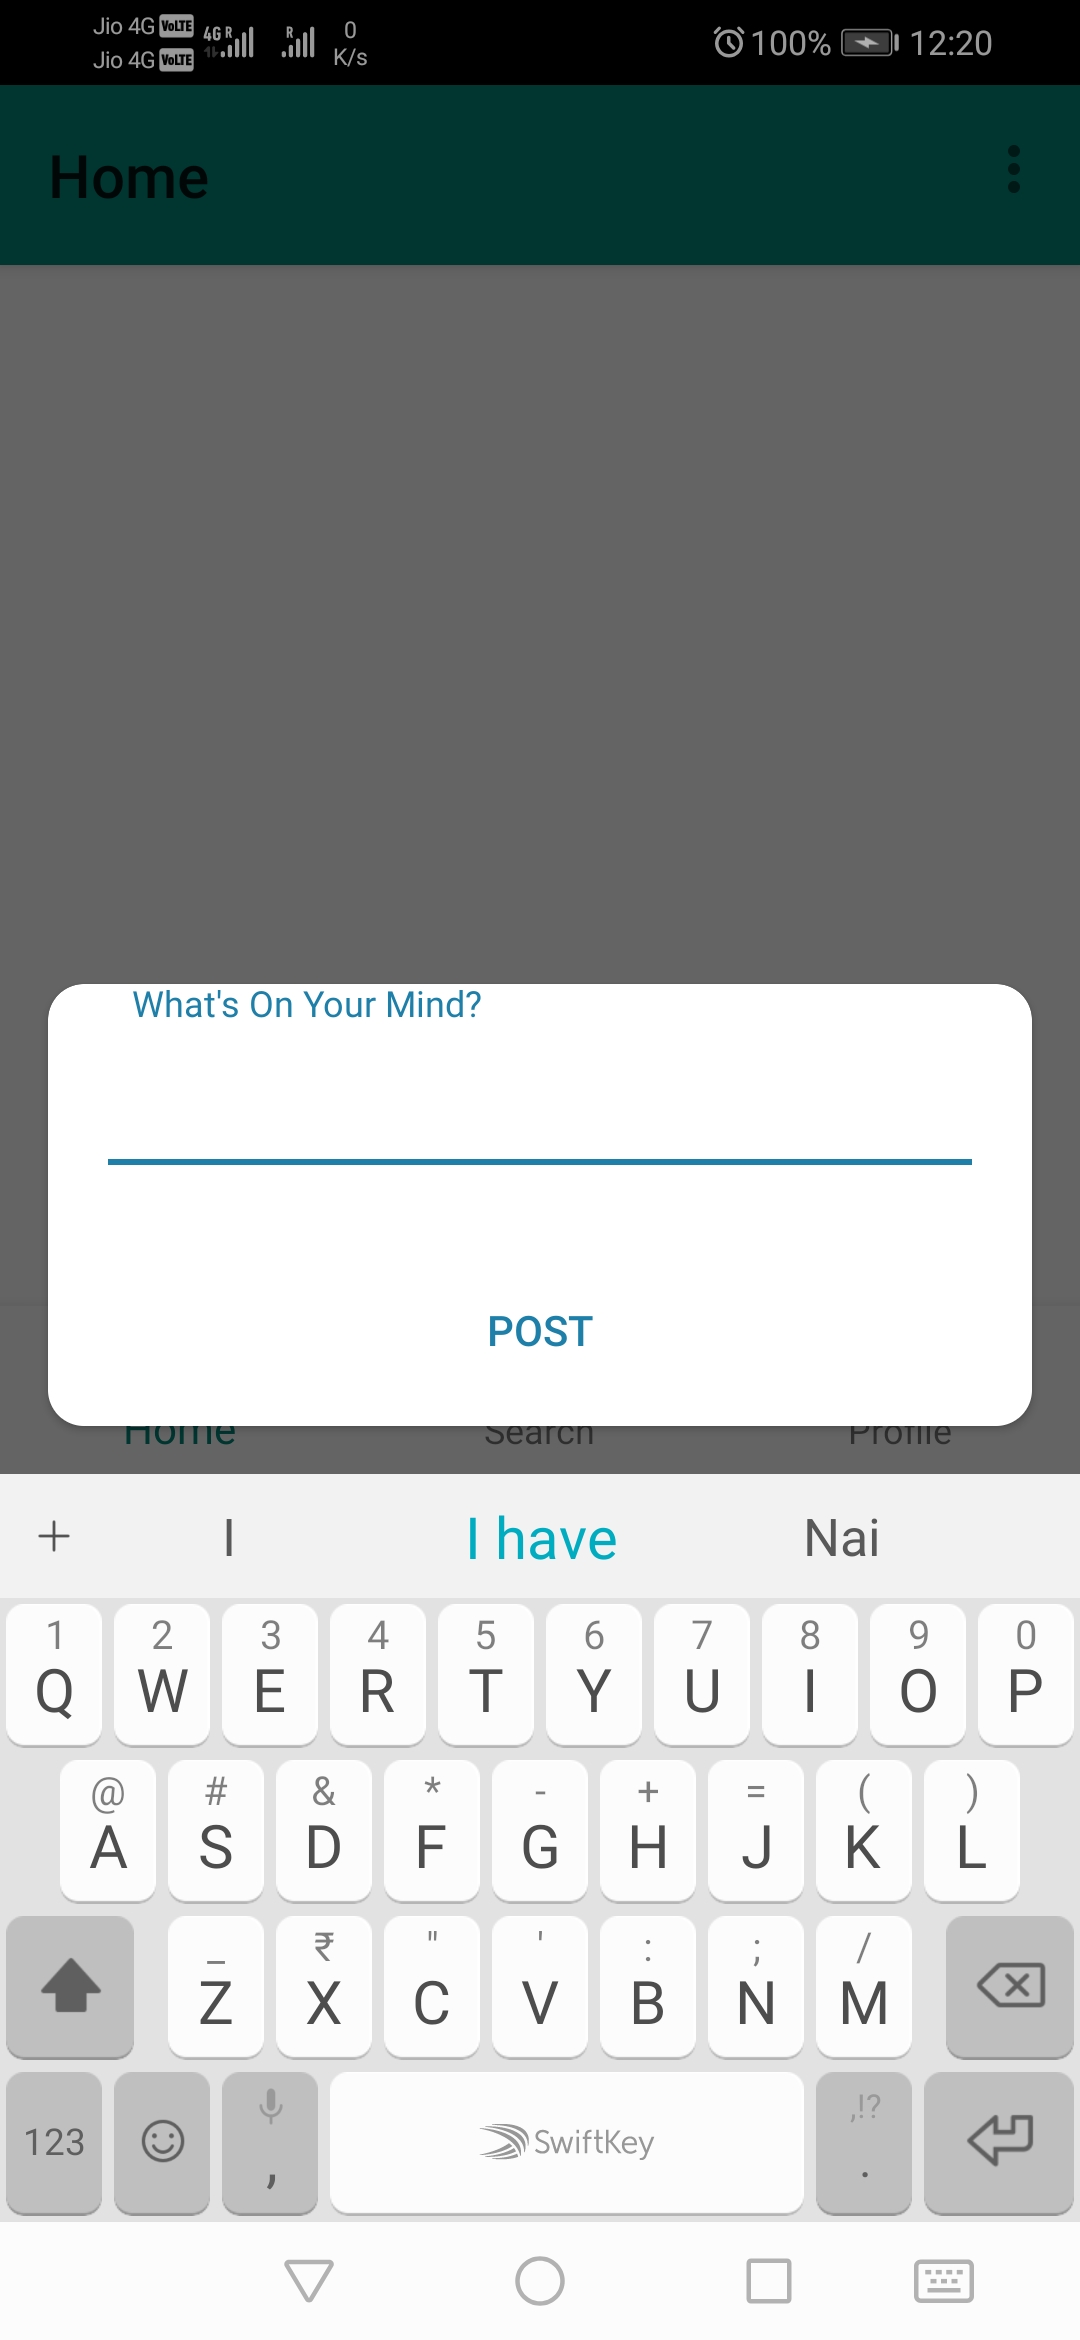 Jio 4G VoLTE 4G R R 0 100% 12:20
Jio 4G VoLTE K/s
Home
What's On Your Mind?
POST
Home Search Profile
I I have Nai
1 2 3 4 5 6 7 8 9 0
Q W E R T Y U I O P
@ # & * - + = ( )
A S D F G H J K L
_ ₹ " ' : ; /
Z X C V B N M
,!?
123 , SwiftKey .